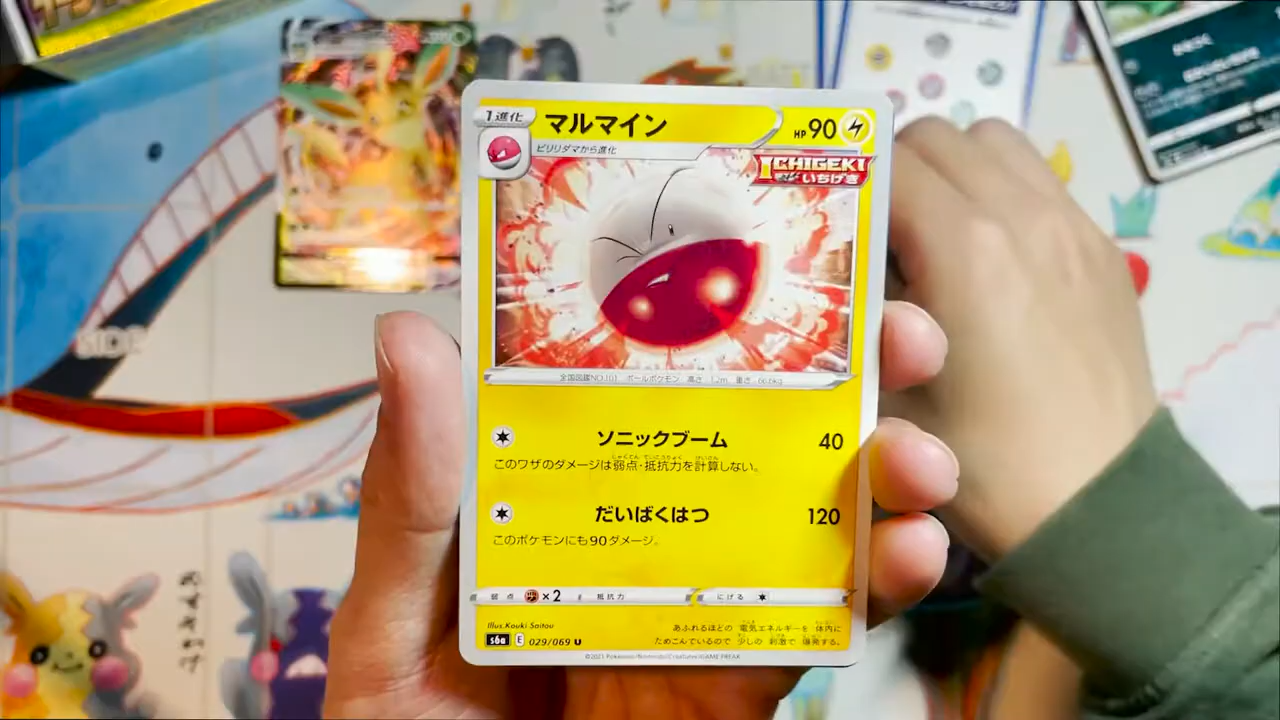 1進化
マルマイン
HP 90
ビリリダマから進化
ICHIGEKI
いちげき
全国図鑑NO.101 ボールポケモン 高さ:1.2m 重さ:66.6kg
ソニックブーム 40
このワザのダメージは弱点・抵抗力を計算しない。
だいばくはつ 120
このポケモンにも90ダメージ。
弱点 ×2 抵抗力 にげる
Illus.Kouki Saitou
あふれるほどの 電気エネルギーを 体内に
ためこんでいるので 少しの 刺激で 爆発する。
s6a E 029/069 U
©2021 Pokémon/Nintendo/Creatures/GAME FREAK.
SIDE